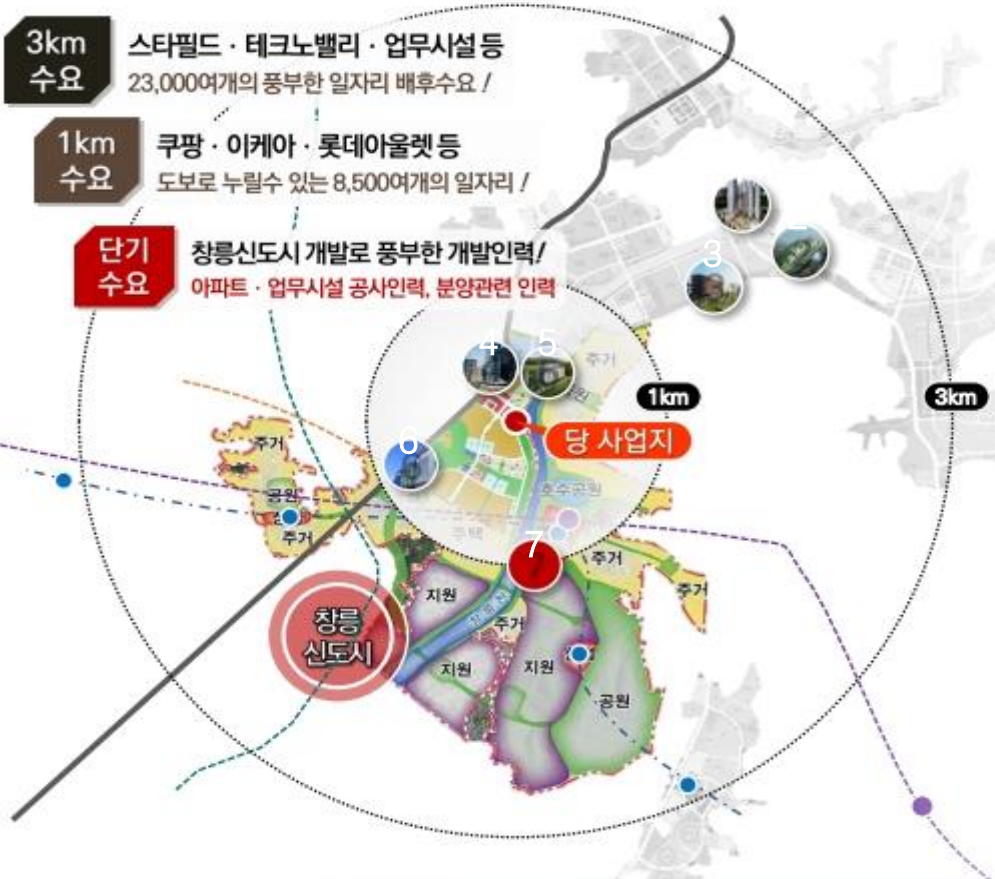 3km
수요
스타필드 · 테크노밸리 · 업무시설 등
23,000여개의 풍부한 일자리 배후수요 !
1km
수요
쿠팡 · 이케아 · 롯데아울렛 등
도보로 누릴수 있는 8,500여개의 일자리 !
단기
수요
창릉신도시 개발로 풍부한 개발인력!
아파트 · 업무시설 공사인력, 분양관련 인력
3
4
5
주거
1km
3km
당 사업지
6
주거
공원
호수공원
주거
주택
7
주거
주거
지원
주거
창릉
신도시
지원
지원
공원